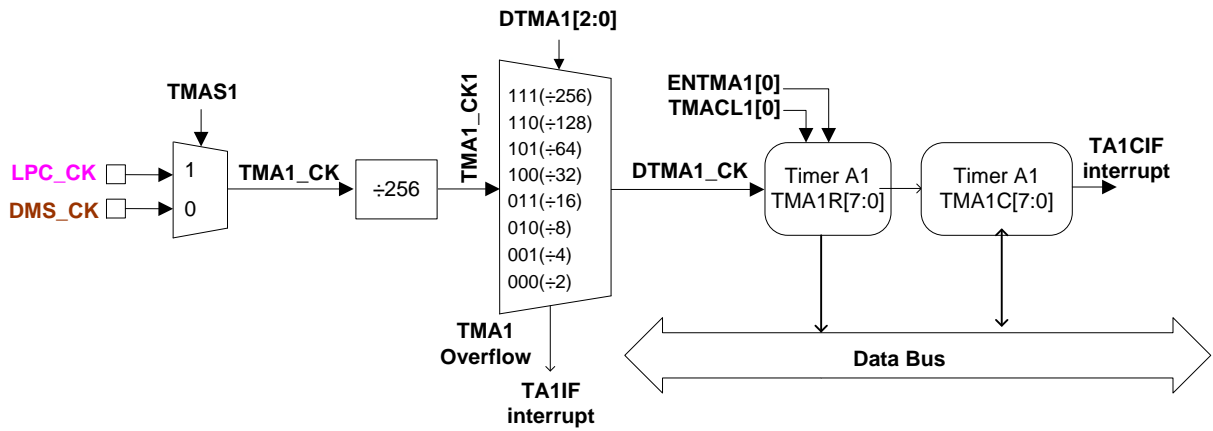 DTMA1[2:0]
TMAS1
LPC_CK
DMS_CK
1
0
TMA1_CK
÷256
TMA1_CK1
111(÷256)
110(÷128)
101(÷64)
100(÷32)
011(÷16)
010(÷8)
001(÷4)
000(÷2)
TMA1
Overflow
TA1IF
interrupt
DTMA1_CK
ENTMA1[0]
TMACL1[0]
Timer A1
TMA1R[7:0]
Timer A1
TMA1C[7:0]
TA1CIF
interrupt
Data Bus